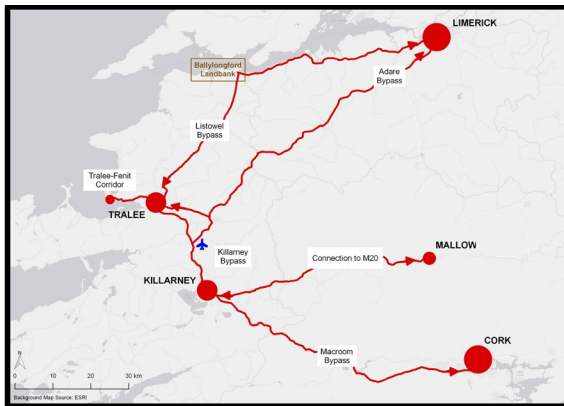 LIMERICK
Ballylongford
Landbank
Adare
Bypass
Listowel
Bypass
Tralee-Fenit
Corridor
TRALEE
Killarney
Bypass
Connection to M20
MALLOW
KILLARNEY
CORK
Macroom
Bypass
N
0 10 20 30 km
Background Map Source: ESRI